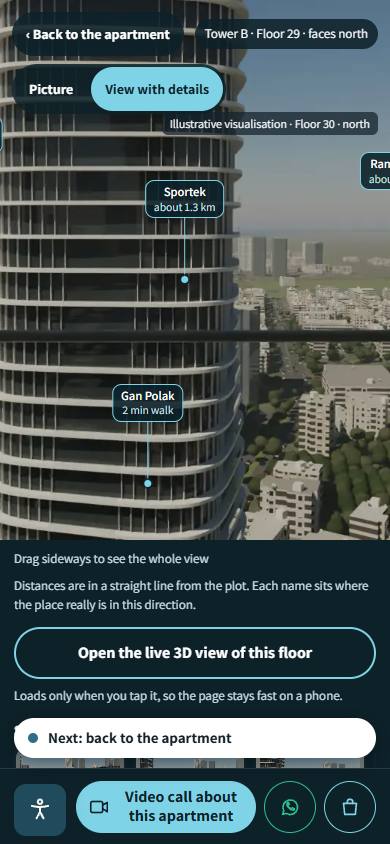 ‹ Back to the apartment
Tower B · Floor 29 · faces north
Picture
View with details
Illustrative visualisation · Floor 30 · north
Sportek
about 1.3 km
Gan Polak
2 min walk
Drag sideways to see the whole view
Distances are in a straight line from the plot. Each name sits where
the place really is in this direction.
Open the live 3D view of this floor
Loads only when you tap it, so the page stays fast on a phone.
Next: back to the apartment
Video call about
this apartment